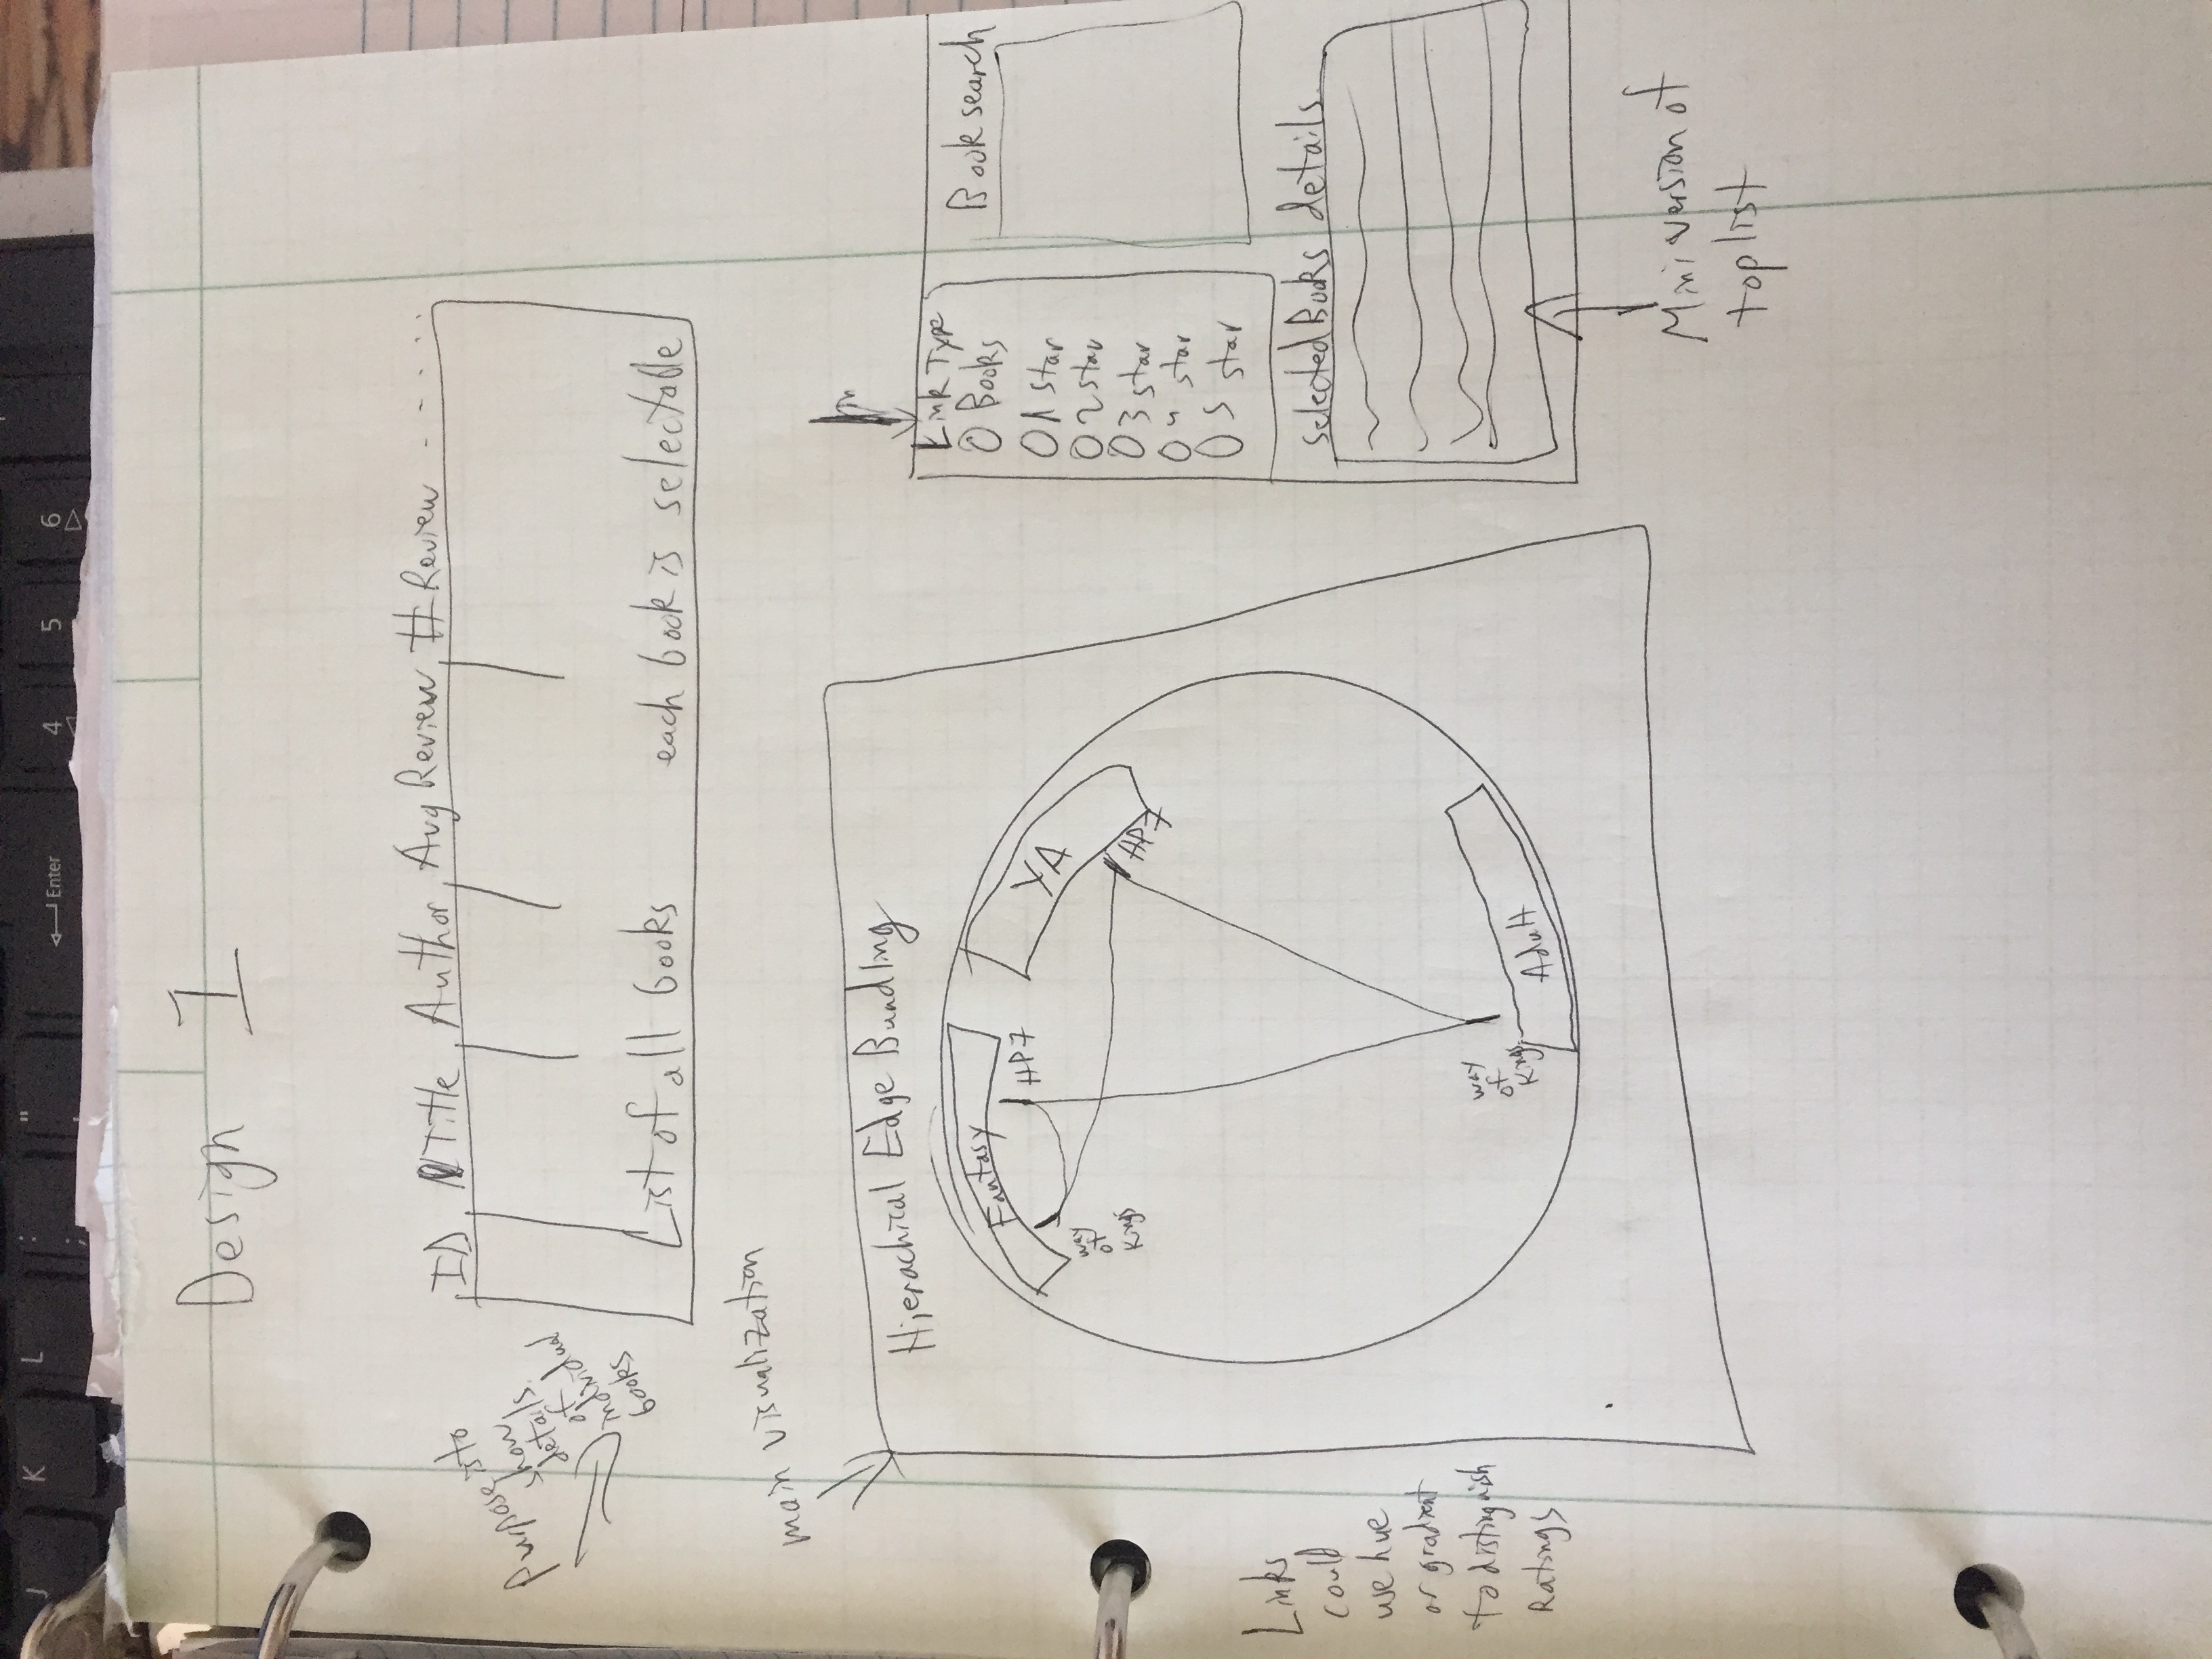 J K L : ; " ' Enter 4 5 6
Design 1
ID Title Author Avg Review # Review ......
Purpose is to
show
details
of
individual
books
List of all books each book is selectable
main visualization
Hierachical Edge Bundling
Fantasy
HP7
YA
way
of
Kings
HP7
way
of
Kings
Adult
Links
could
use hue
or gradient
to distinguish
Ratings
Link Type
O Books
O 1 star
O 2 star
O 3 star
O 4 star
O 5 star
Book search
selected Books details
Mini version of
top list